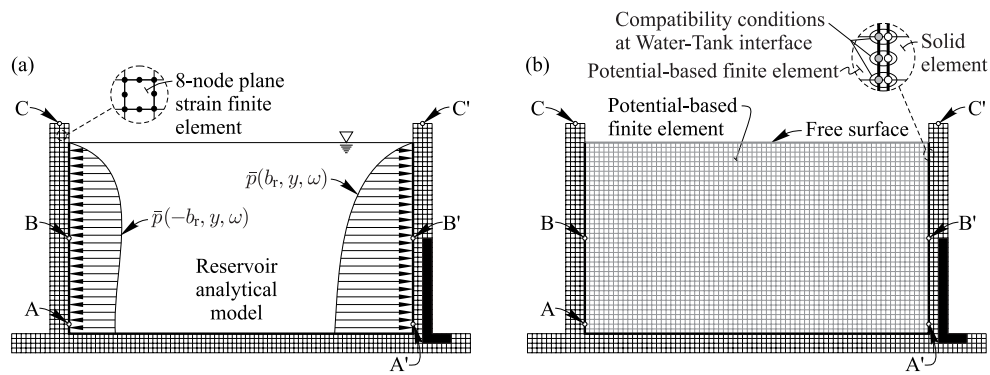 (a)
8-node plane
strain finite
element
C
C'
p̄(b_r, y, ω)
p̄(-b_r, y, ω)
B
B'
Reservoir
analytical
model
A
A'
(b)
Compatibility conditions
at Water-Tank interface
Potential-based finite element
Solid
element
C
C'
Potential-based
finite element
Free surface
B
B'
A
A'